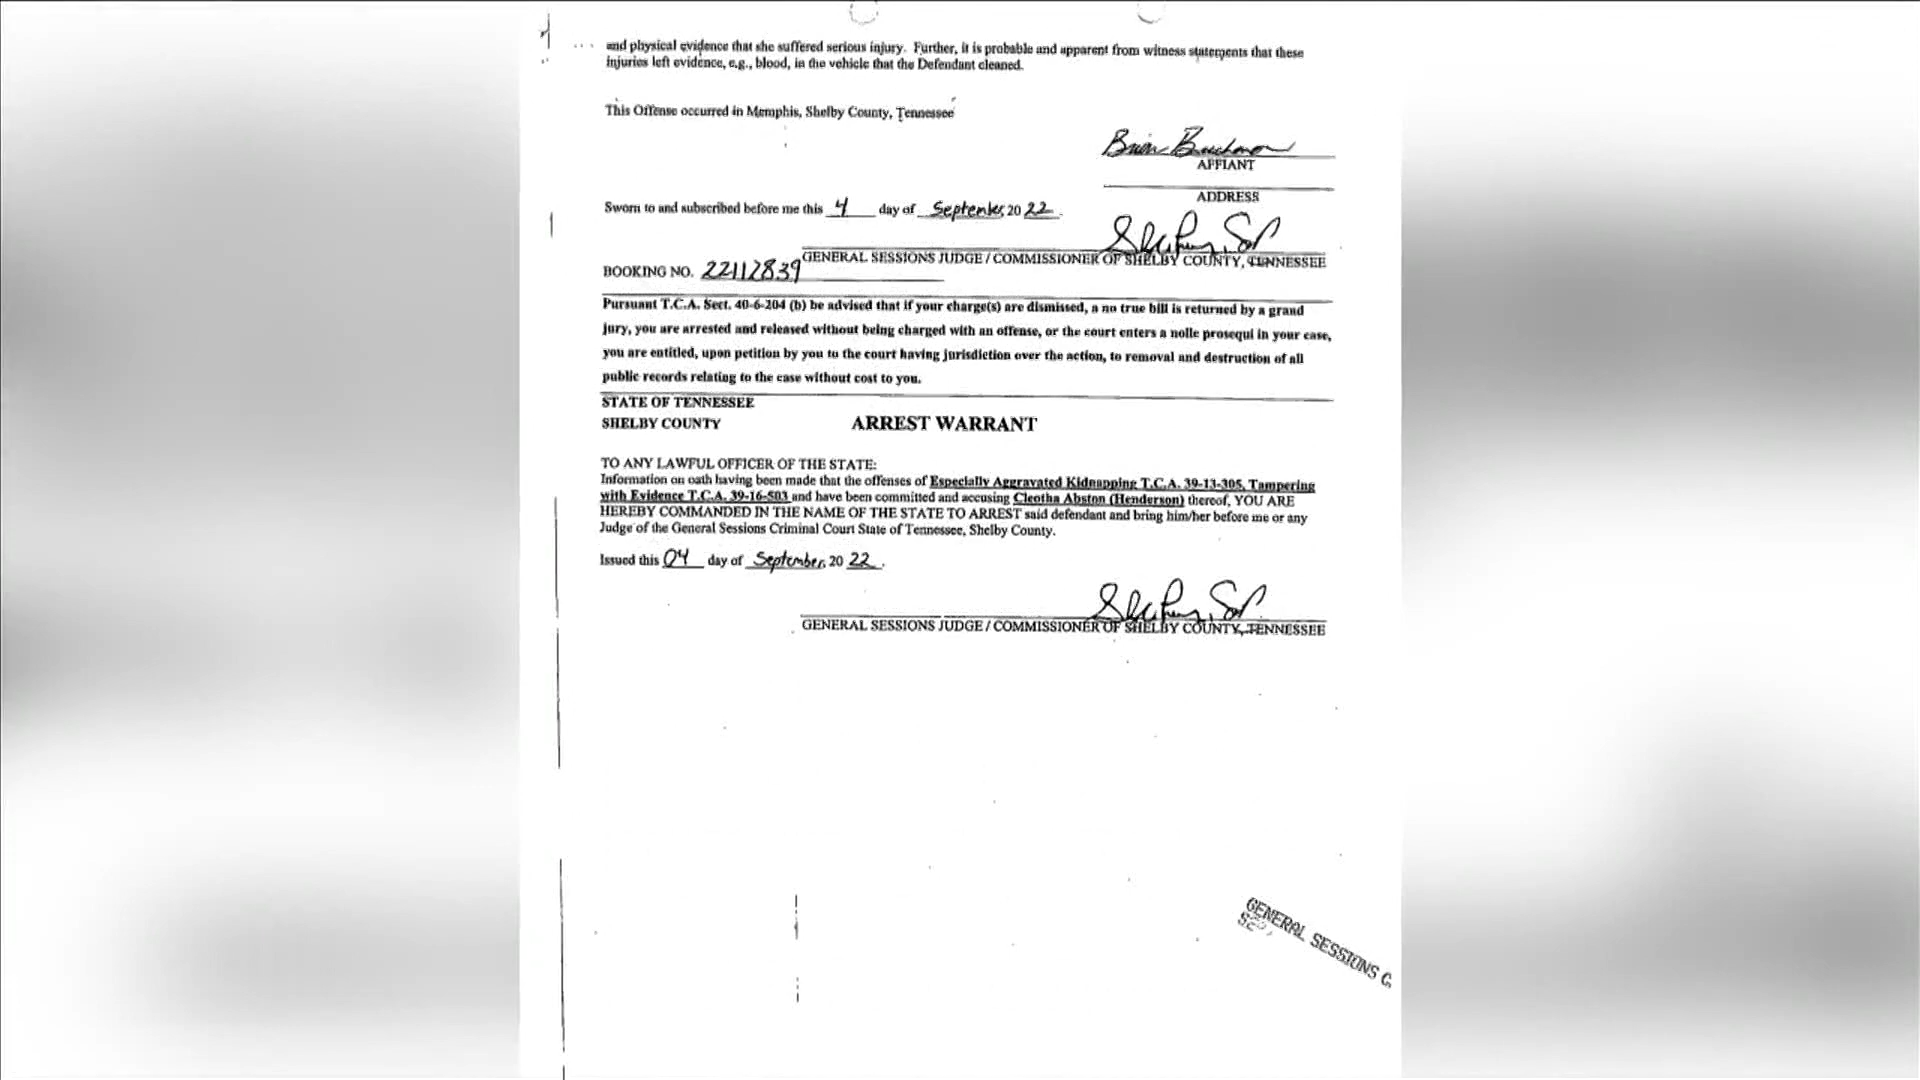 and physical evidence that she suffered serious injury. Further, it is probable and apparent from witness statements that these
injuries left evidence, e.g., blood, in the vehicle that the Defendant cleaned.
This Offense occurred in Memphis, Shelby County, Tennessee
Brian
AFFIANT
ADDRESS
Sworn to and subscribed before me this 4 day of September, 20 22.
GENERAL SESSIONS JUDGE / COMMISSIONER OF SHELBY COUNTY, TENNESSEE
BOOKING NO. 22112839
Pursuant T.C.A. Sect. 40-6-204 (b) be advised that if your charge(s) are dismissed, a no true bill is returned by a grand
jury, you are arrested and released without being charged with an offense, or the court enters a nolle prosequi in your case,
you are entitled, upon petition by you to the court having jurisdiction over the action, to removal and destruction of all
public records relating to the case without cost to you.
STATE OF TENNESSEE
SHELBY COUNTY ARREST WARRANT
TO ANY LAWFUL OFFICER OF THE STATE:
Information on oath having been made that the offenses of Especially Aggravated Kidnapping T.C.A. 39-13-305, Tampering
with Evidence T.C.A. 39-16-503 and have been committed and accusing Cleotha Abston (Henderson) thereof, YOU ARE
HEREBY COMMANDED IN THE NAME OF THE STATE TO ARREST said defendant and bring him/her before me or any
Judge of the General Sessions Criminal Court State of Tennessee, Shelby County.
Issued this 04 day of September, 20 22.
GENERAL SESSIONS JUDGE / COMMISSIONER OF SHELBY COUNTY, TENNESSEE
GENERAL SESSIONS C